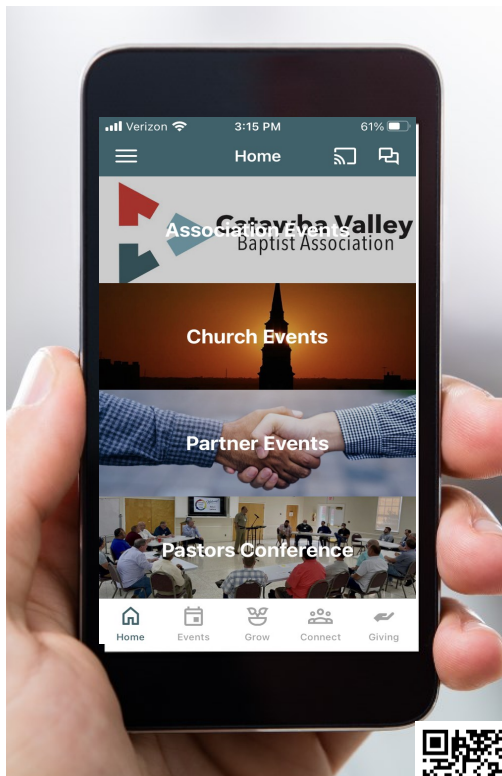 Verizon 3:15 PM 61%
Home
Catawba Valley
Association Events
Baptist Association
Church Events
Partner Events
Pastors Conference
Home Events Grow Connect Giving